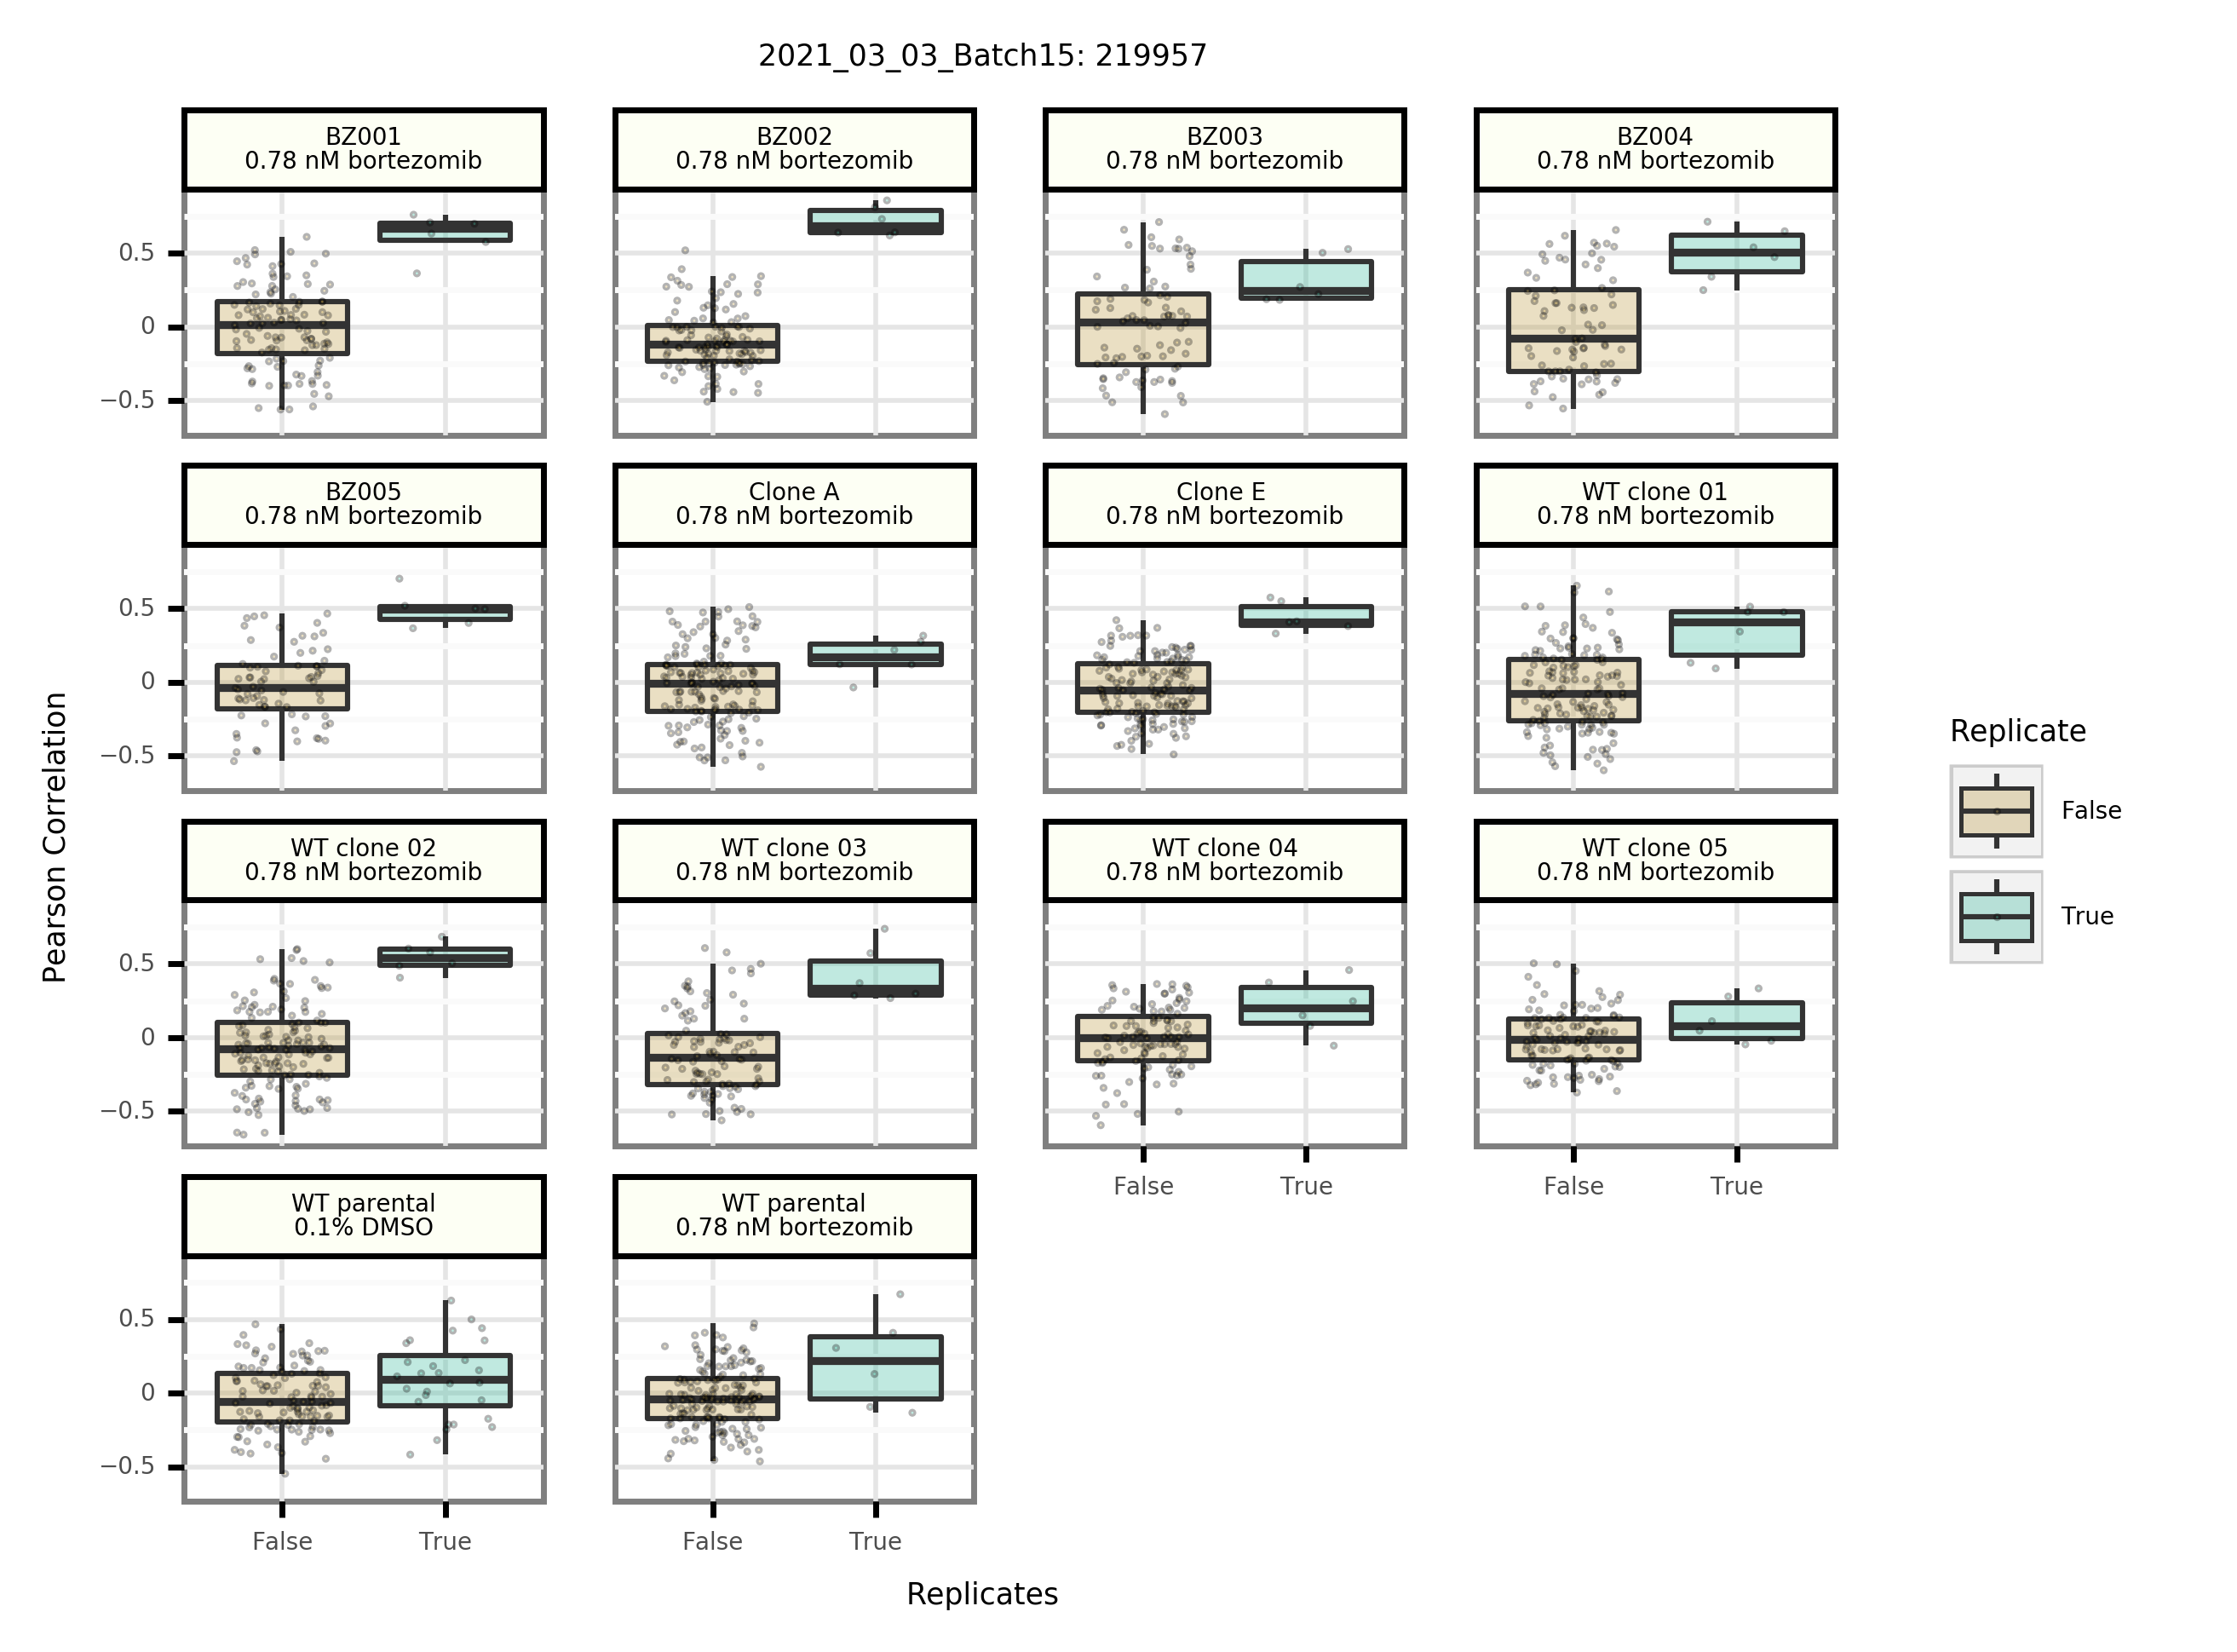 2021_03_03_Batch15: 219957
BZ001
0.78 nM bortezomib
BZ002
0.78 nM bortezomib
BZ003
0.78 nM bortezomib
BZ004
0.78 nM bortezomib
0.5
0
−0.5
BZ005
0.78 nM bortezomib
Clone A
0.78 nM bortezomib
Clone E
0.78 nM bortezomib
WT clone 01
0.78 nM bortezomib
0.5
0
−0.5
WT clone 02
0.78 nM bortezomib
WT clone 03
0.78 nM bortezomib
WT clone 04
0.78 nM bortezomib
WT clone 05
0.78 nM bortezomib
0.5
0
−0.5
False
True
False
True
WT parental
0.1% DMSO
WT parental
0.78 nM bortezomib
0.5
0
−0.5
False
True
False
True
Pearson Correlation
Replicates
Replicate
False
True